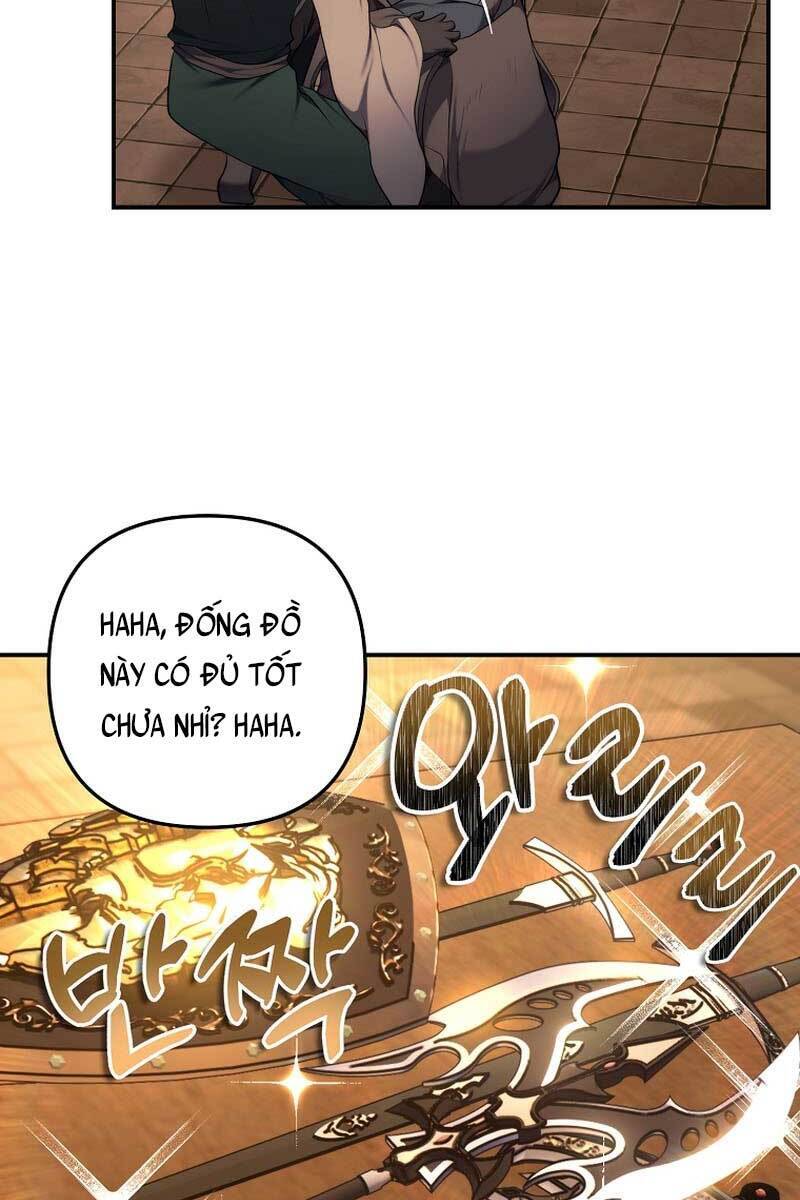 HAHA, ĐỐNG ĐỒ
NÀY CÓ ĐỦ TỐT
CHƯA NHỈ? HAHA.
와르르
반짝